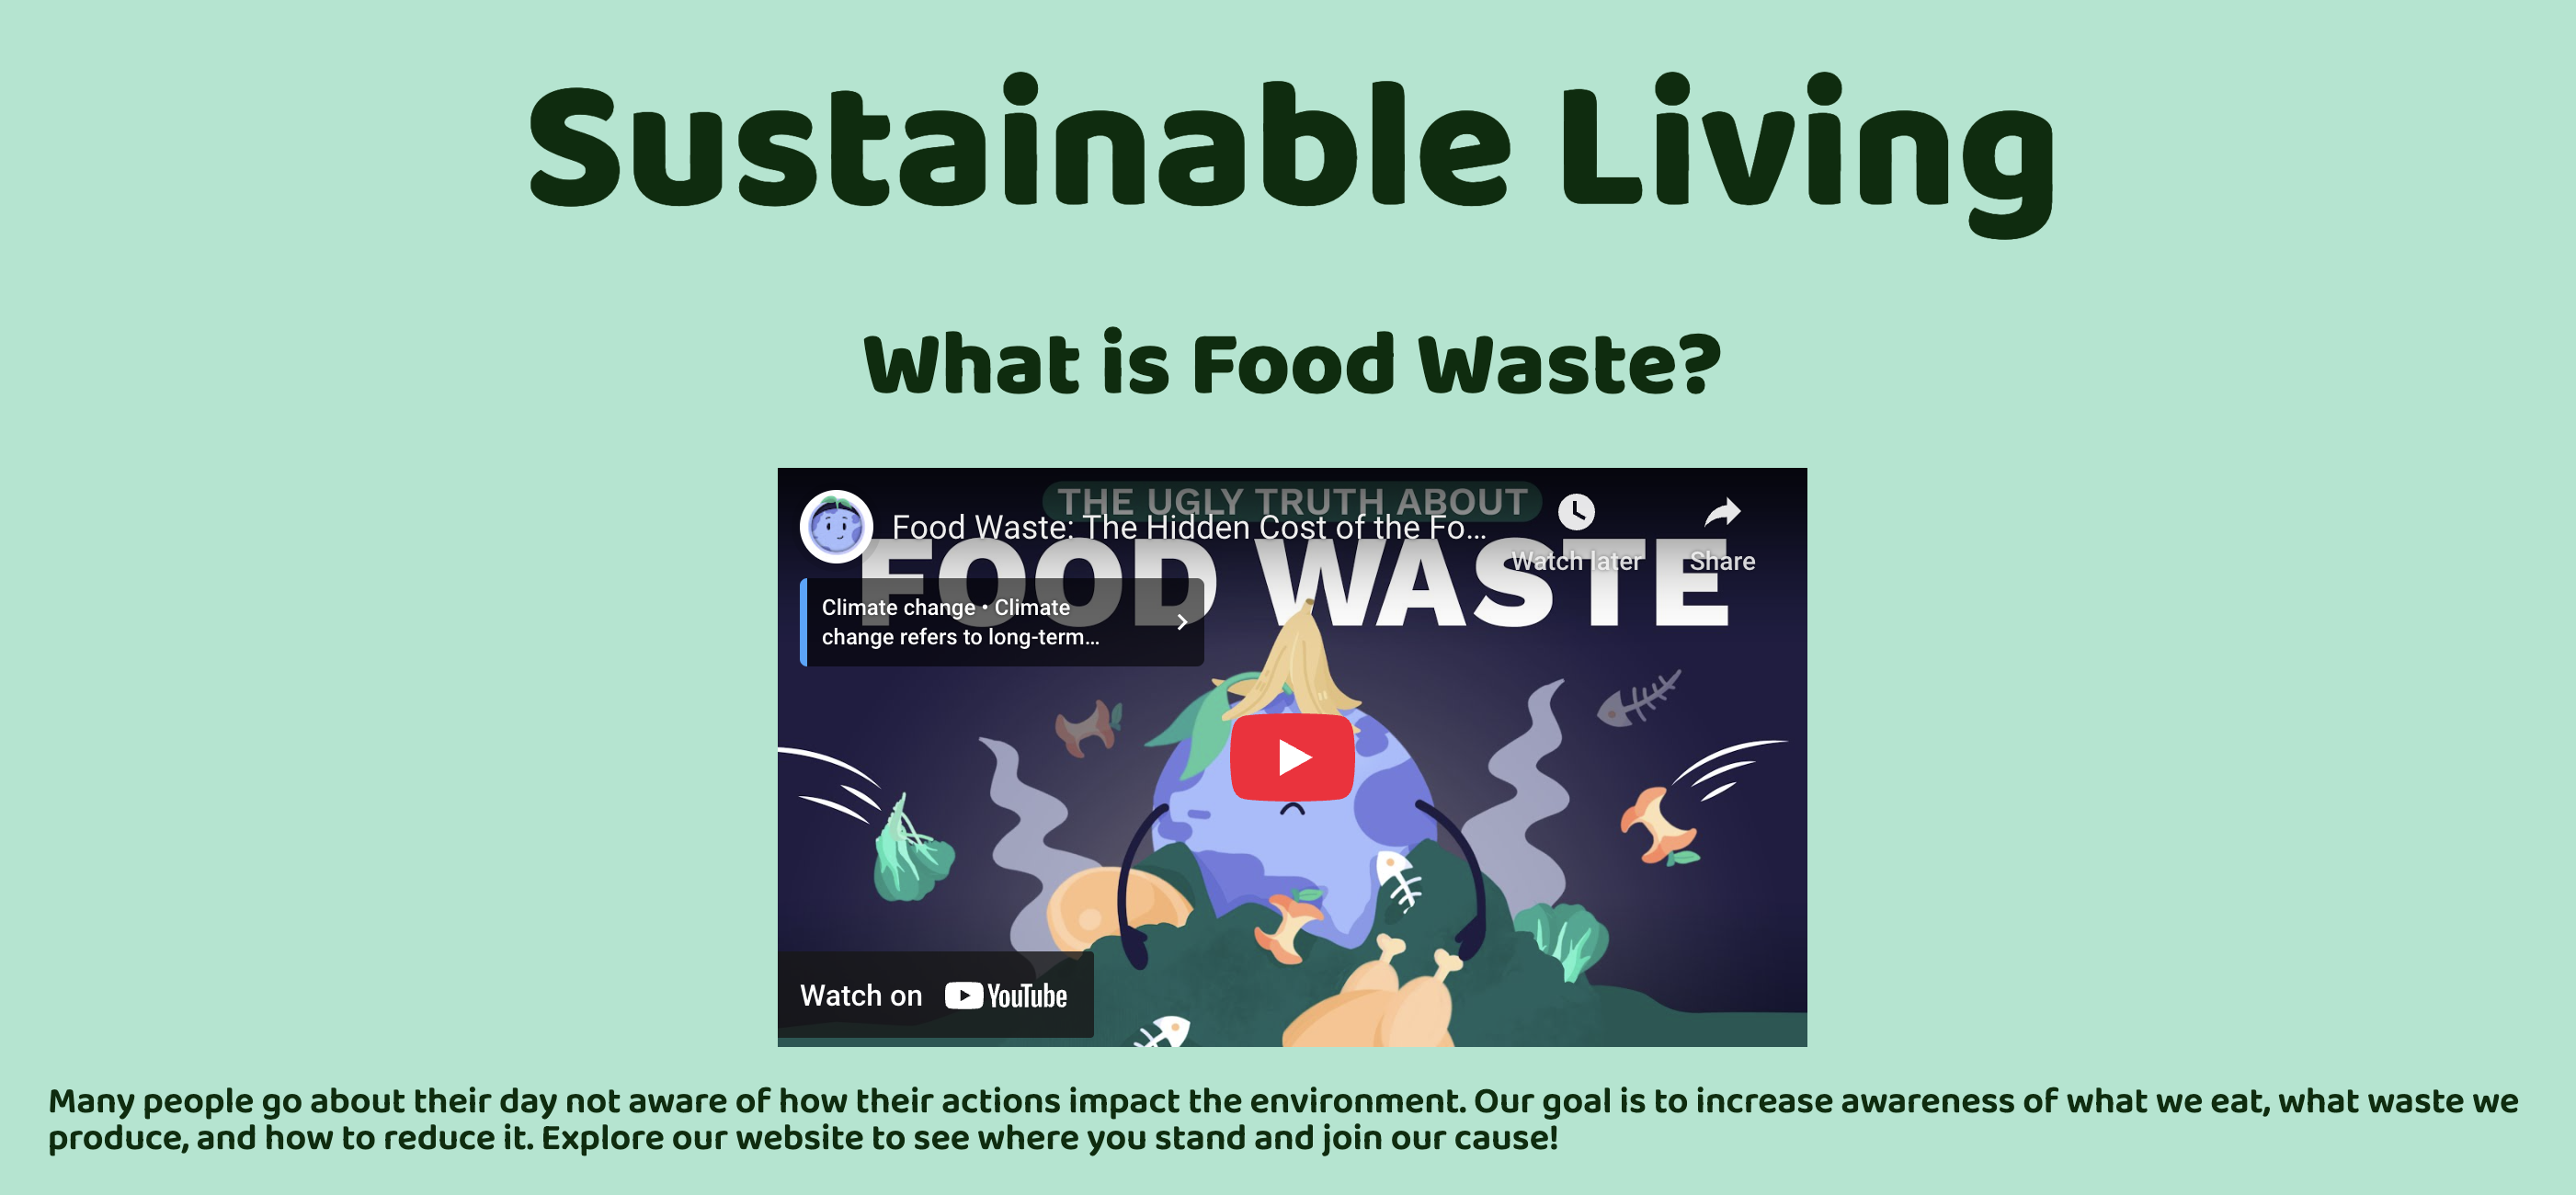 Sustainable Living
What is Food Waste?
THE UGLY TRUTH ABOUT
Food Waste: The Hidden Cost of the Fo...
Watch later
Share
FOOD WASTE
Climate change • Climate
change refers to long-term...
Watch on YouTube
Many people go about their day not aware of how their actions impact the environment. Our goal is to increase awareness of what we eat, what waste we
produce, and how to reduce it. Explore our website to see where you stand and join our cause!